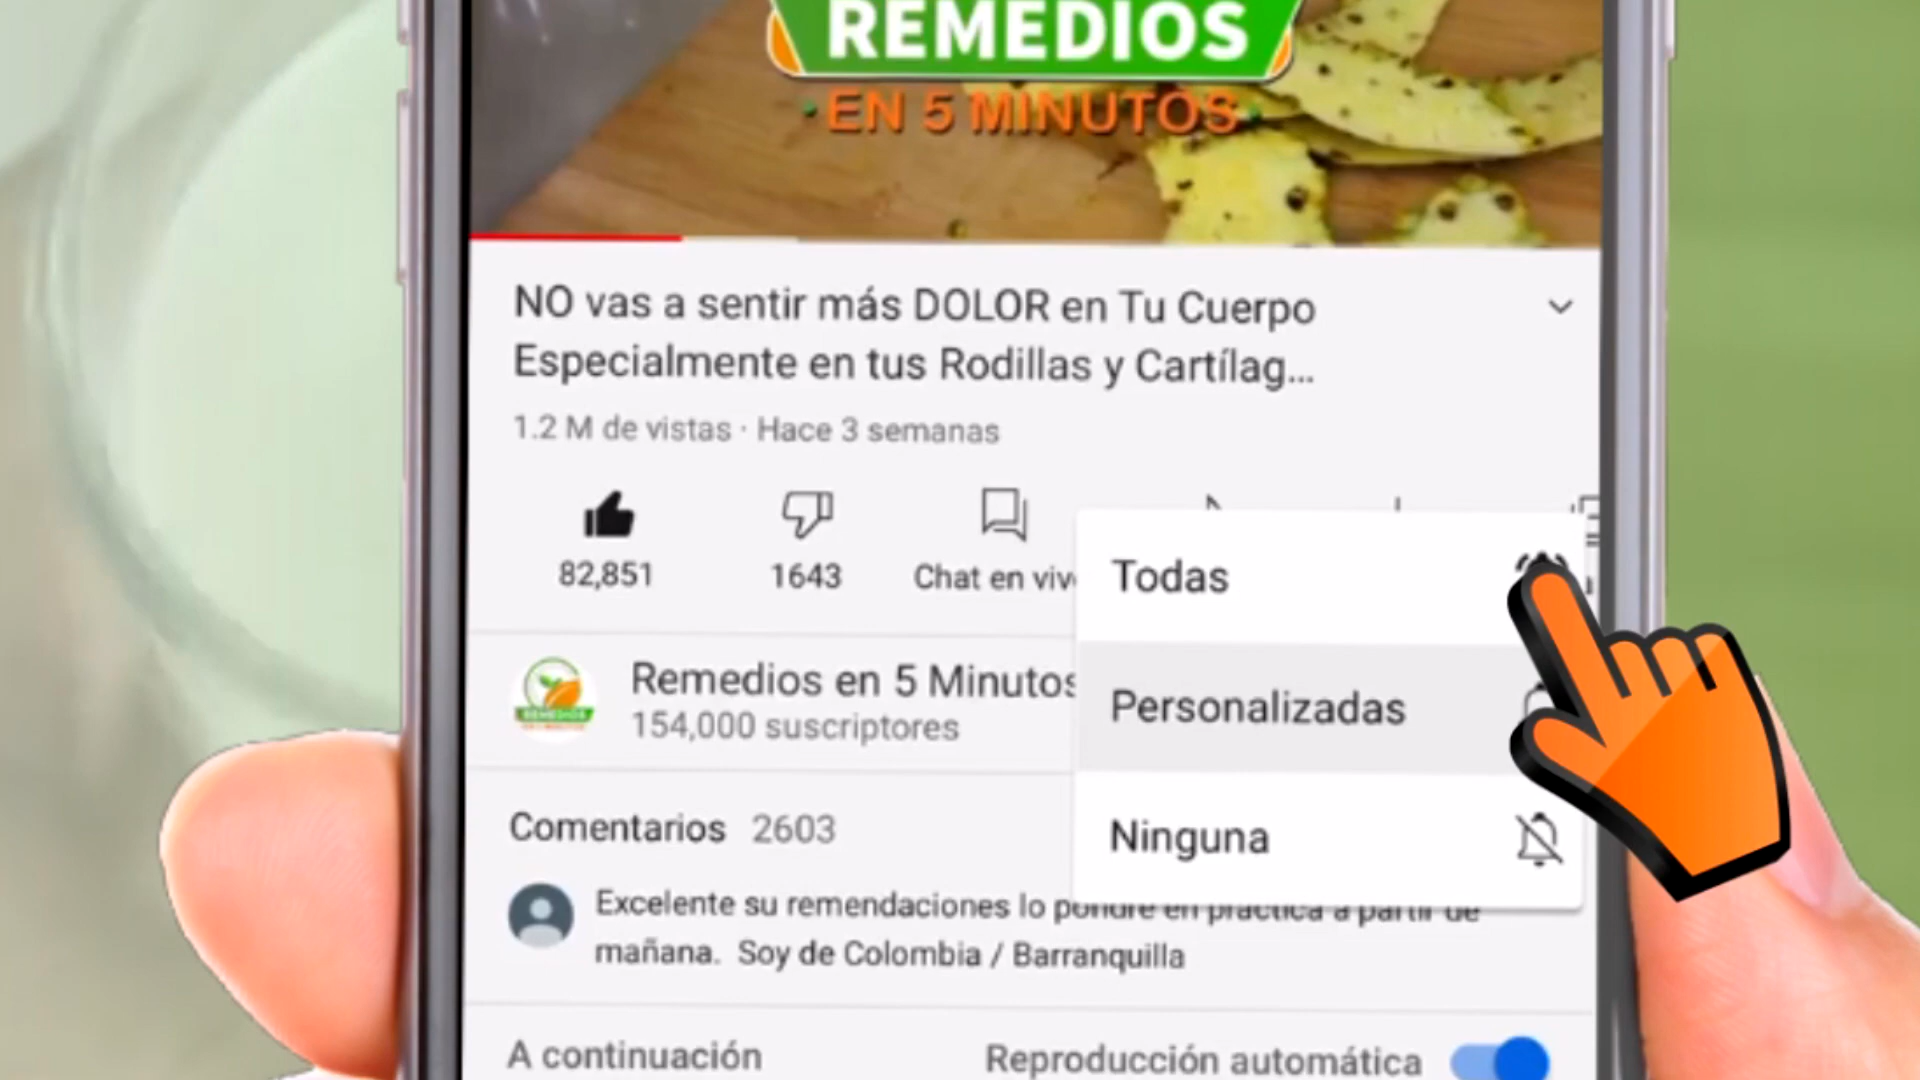 REMEDIOS
EN 5 MINUTOS
NO vas a sentir más DOLOR en Tu Cuerpo
Especialmente en tus Rodillas y Cartílag...
1.2 M de vistas · Hace 3 semanas
82,851
1643
Chat en viv
Todas
Personalizadas
Ninguna
Remedios en 5 Minutos
154,000 suscriptores
REMEDIOS
Comentarios 2603
Excelente su remendaciones lo pondre en practica a partir de
mañana. Soy de Colombia / Barranquilla
A continuación
Reproducción automática